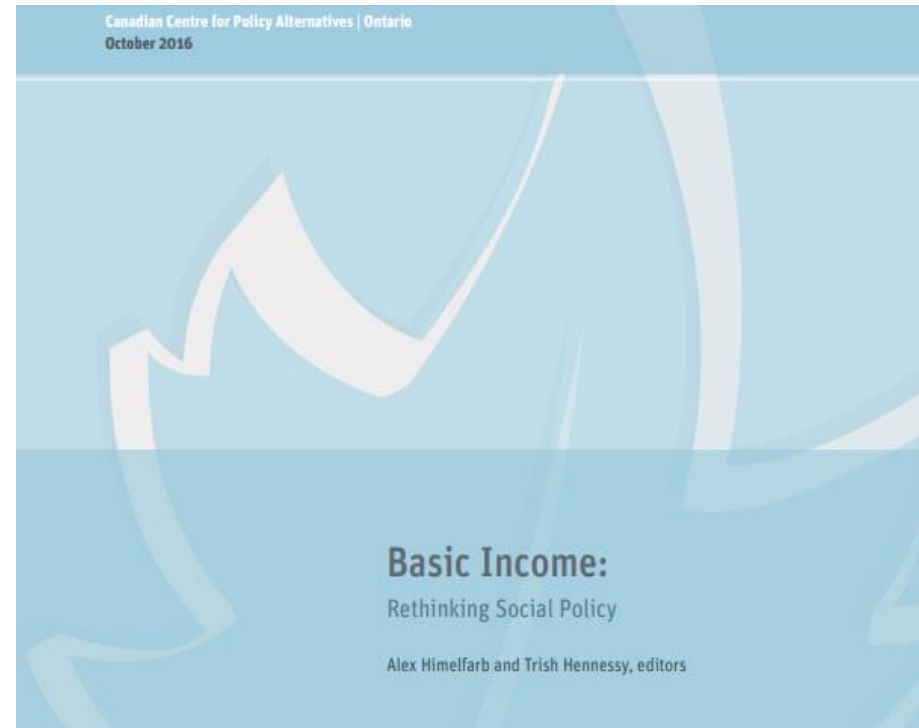 Canadian Centre for Policy Alternatives | Ontario
October 2016
Basic Income:
Rethinking Social Policy
Alex Himelfarb and Trish Hennessy, editors